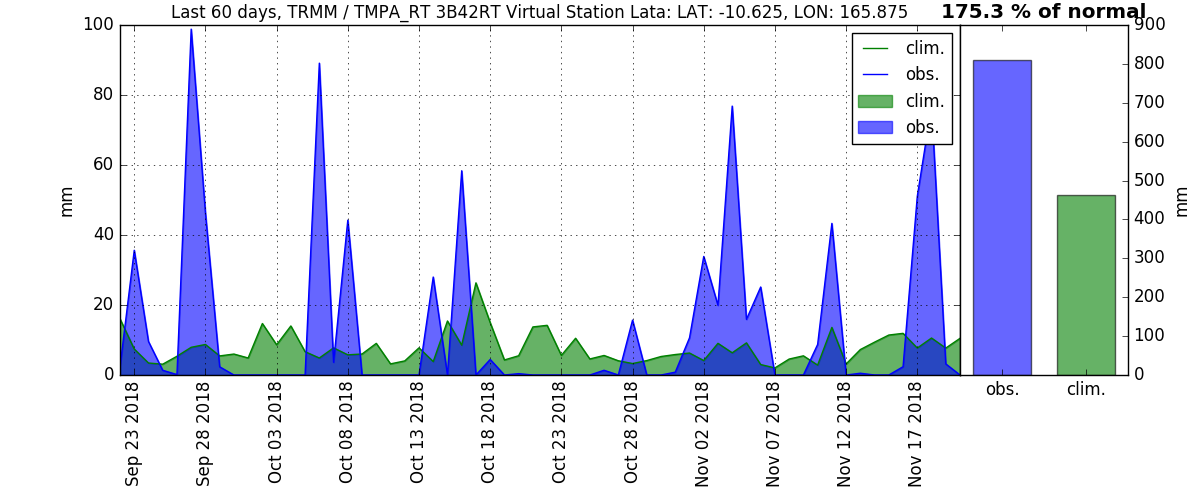 Last 60 days, TRMM / TMPA_RT 3B42RT Virtual Station Lata: LAT: -10.625, LON: 165.875
175.3 % of normal
mm
100
80
60
40
20
0
clim.
obs.
clim.
obs.
Sep 23 2018
Sep 28 2018
Oct 03 2018
Oct 08 2018
Oct 13 2018
Oct 18 2018
Oct 23 2018
Oct 28 2018
Nov 02 2018
Nov 07 2018
Nov 12 2018
Nov 17 2018
900
800
700
600
500
400
300
200
100
0
mm
obs.
clim.